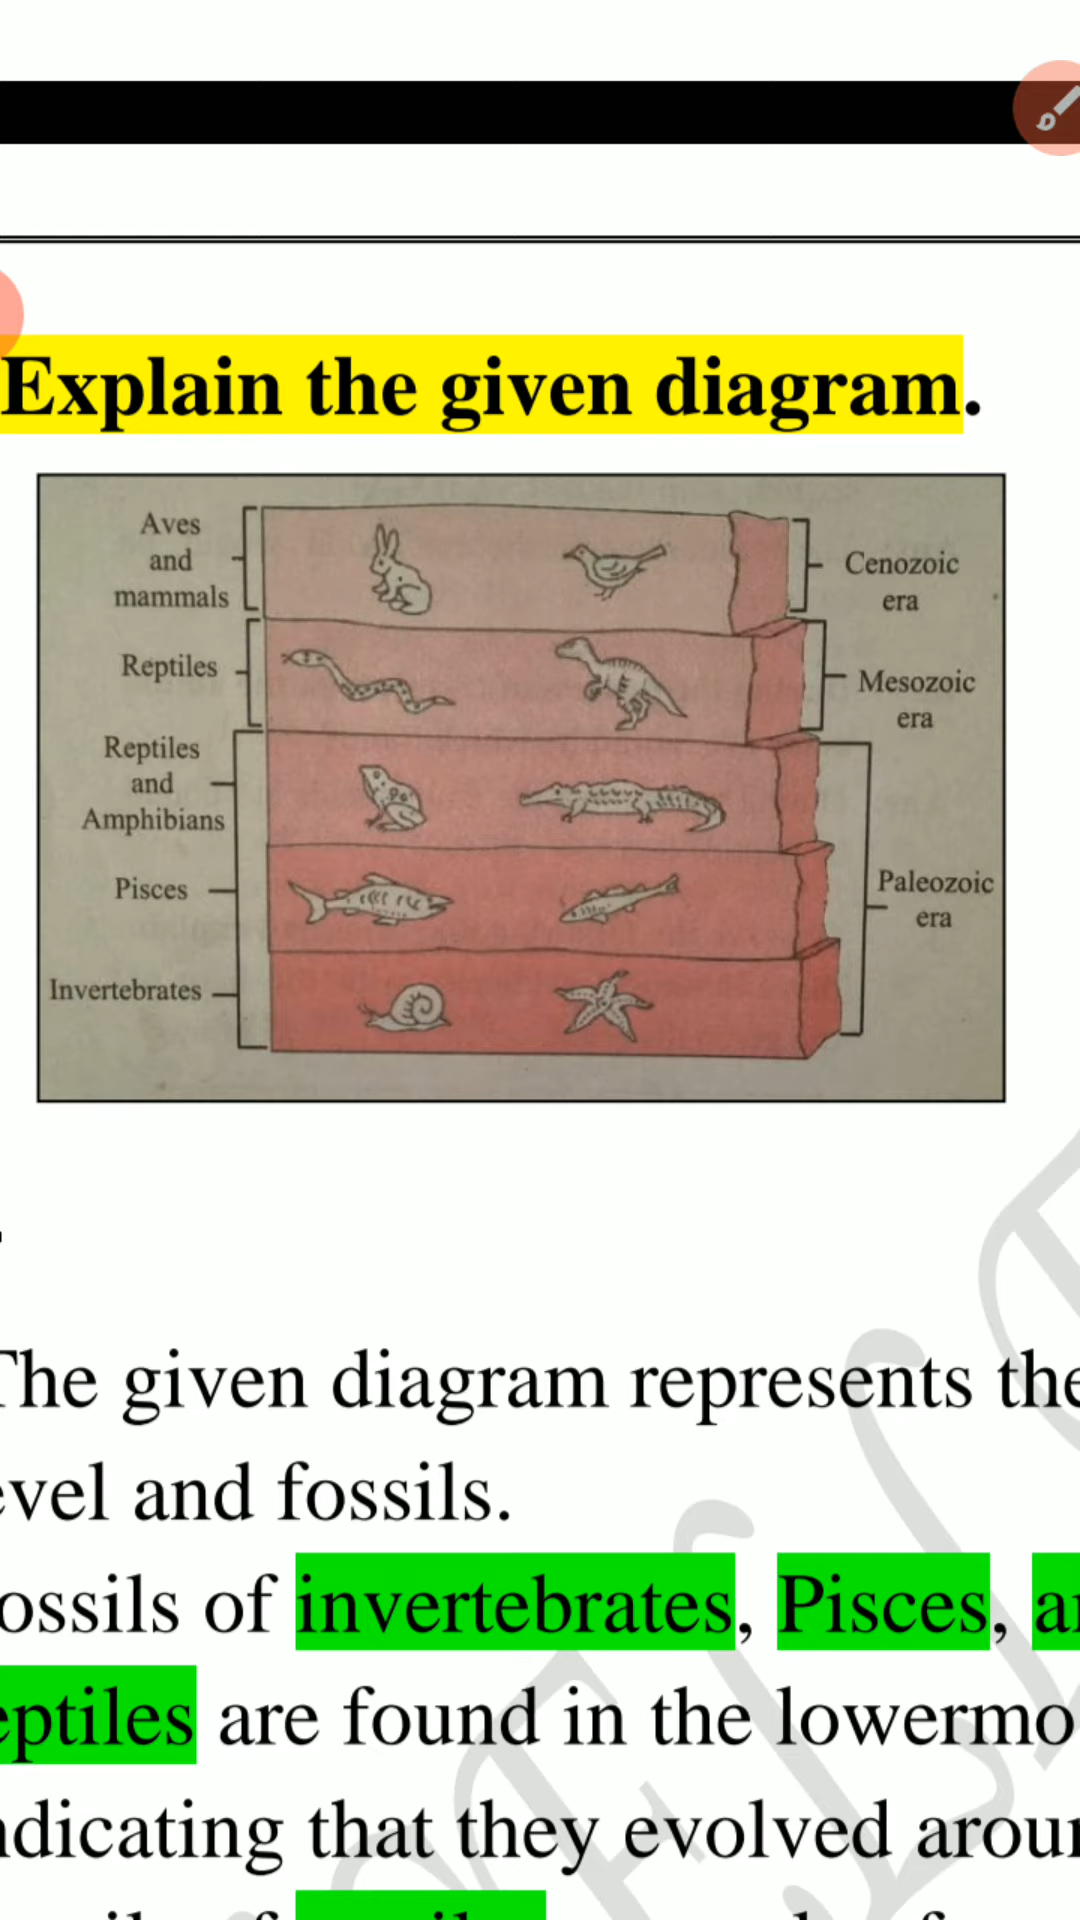 Explain the given diagram.
Aves
and
mammals
Reptiles
Reptiles
and
Amphibians
Pisces
Invertebrates
Cenozoic
era
Mesozoic
era
Paleozoic
era
The given diagram represents the
evel and fossils.
ossils of invertebrates, Pisces, a
eptiles are found in the lowermo
ndicating that they evolved aroun